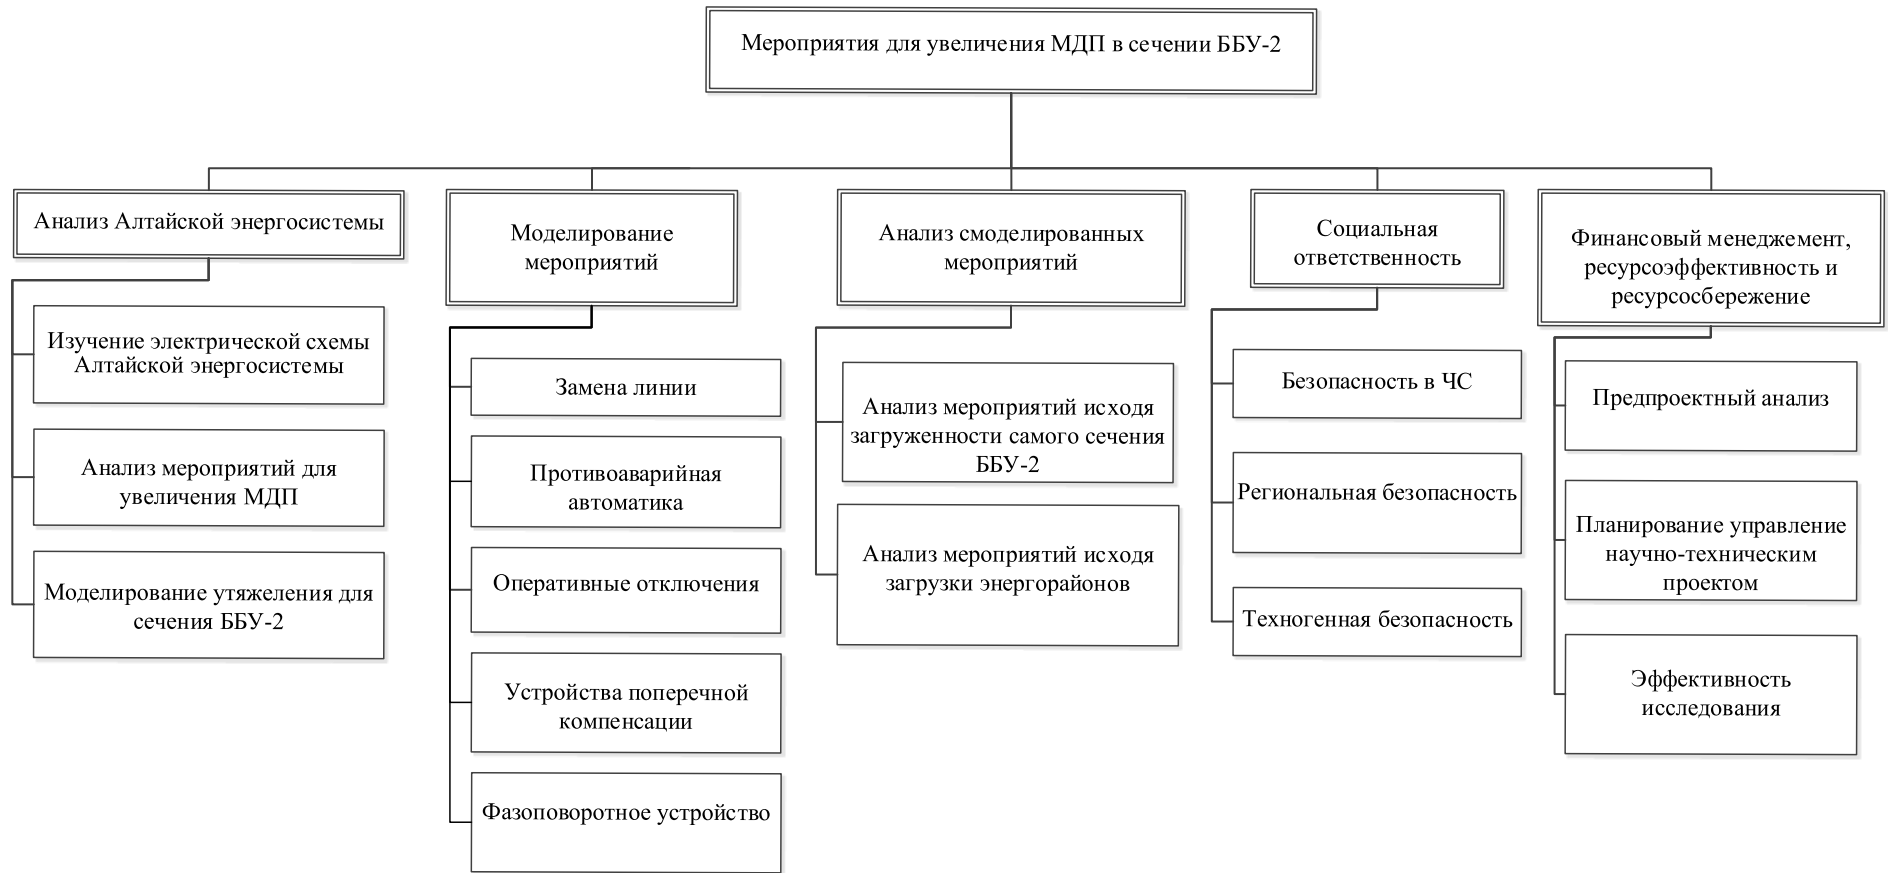 Мероприятия для увеличения МДП в сечении ББУ-2
Анализ Алтайской энергосистемы
Изучение электрической схемы
Алтайской энергосистемы
Анализ мероприятий для
увеличения МДП
Моделирование утяжеления для
сечения ББУ-2
Моделирование
мероприятий
Замена линии
Противоаварийная
автоматика
Оперативные отключения
Устройства поперечной
компенсации
Фазоповоротное устройство
Анализ смоделированных
мероприятий
Анализ мероприятий исходя
загруженности самого сечения
ББУ-2
Анализ мероприятий исходя
загрузки энергорайонов
Социальная
ответственность
Безопасность в ЧС
Региональная безопасность
Техногенная безопасность
Финансовый менеджемент,
ресурсоэффективность и
ресурсосбережение
Предпроектный анализ
Планирование управление
научно-техническим
проектом
Эффективность
исследования